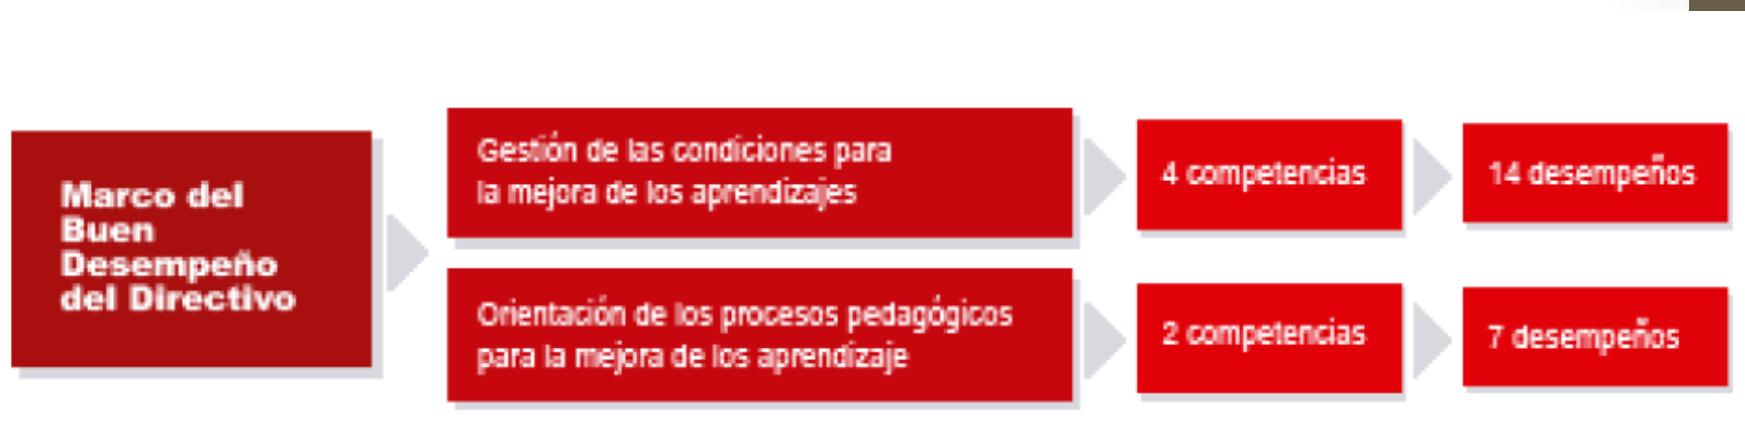 Marco del
Buen
Desempeño
del Directivo
Gestión de las condiciones para
la mejora de los aprendizajes
4 competencias
14 desempeños
Orientación de los procesos pedagógicos
para la mejora de los aprendizaje
2 competencias
7 desempeños